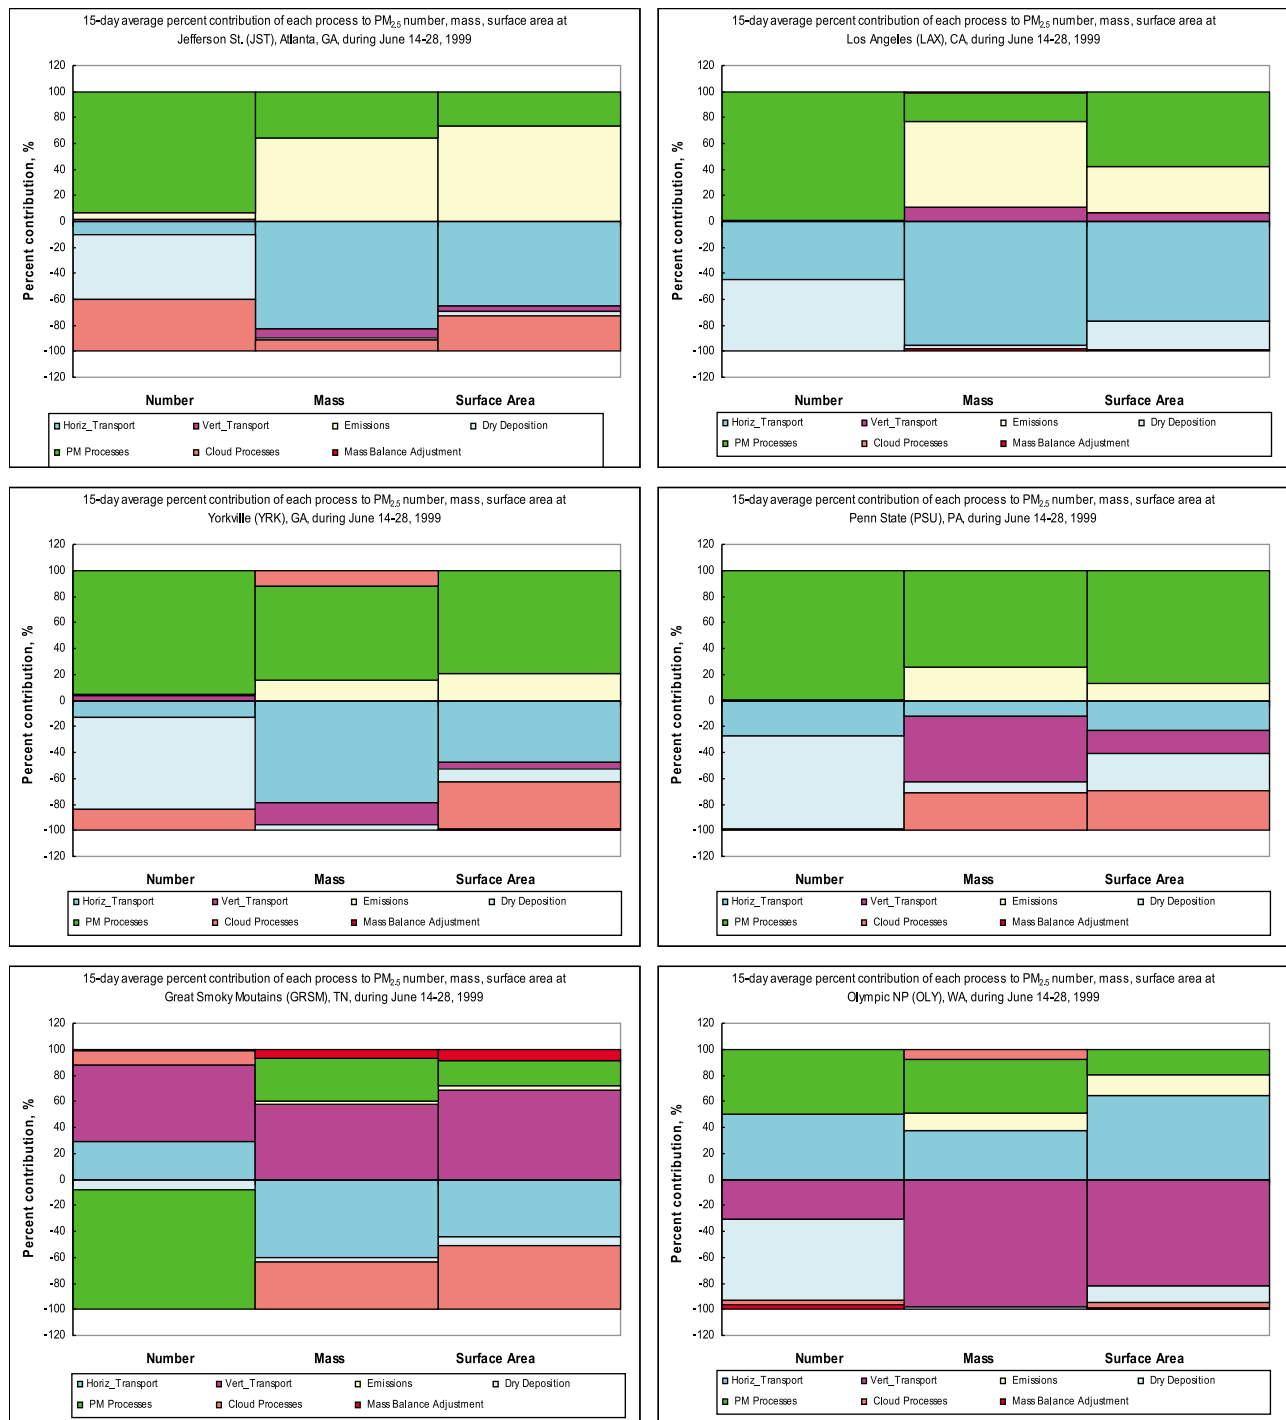 15-day average percent contribution of each process to PM2.5 number, mass, surface area at
Jefferson St. (JST), Atlanta, GA, during June 14-28, 1999
Percent contribution, %
120
100
80
60
40
20
0
-20
-40
-60
-80
-100
-120
Number Mass Surface Area
Horiz_Transport Vert_Transport Emissions Dry Deposition
PM Processes Cloud Processes Mass Balance Adjustment
15-day average percent contribution of each process to PM2.5 number, mass, surface area at
Los Angeles (LAX), CA, during June 14-28, 1999
Percent contribution, %
120
100
80
60
40
20
0
-20
-40
-60
-80
-100
-120
Number Mass Surface Area
Horiz_Transport Vert_Transport Emissions Dry Deposition
PM Processes Cloud Processes Mass Balance Adjustment
15-day average percent contribution of each process to PM2.5 number, mass, surface area at
Yorkville (YRK), GA, during June 14-28, 1999
Percent contribution, %
120
100
80
60
40
20
0
-20
-40
-60
-80
-100
-120
Number Mass Surface Area
Horiz_Transport Vert_Transport Emissions Dry Deposition
PM Processes Cloud Processes Mass Balance Adjustment
15-day average percent contribution of each process to PM2.5 number, mass, surface area at
Penn State (PSU), PA, during June 14-28, 1999
Percent contribution, %
120
100
80
60
40
20
0
-20
-40
-60
-80
-100
-120
Number Mass Surface Area
Horiz_Transport Vert_Transport Emissions Dry Deposition
PM Processes Cloud Processes Mass Balance Adjustment
15-day average percent contribution of each process to PM2.5 number, mass, surface area at
Great Smoky Moutains (GRSM), TN, during June 14-28, 1999
Percent contribution, %
120
100
80
60
40
20
0
-20
-40
-60
-80
-100
-120
Number Mass Surface Area
Horiz_Transport Vert_Transport Emissions Dry Deposition
PM Processes Cloud Processes Mass Balance Adjustment
15-day average percent contribution of each process to PM2.5 number, mass, surface area at
Olympic NP (OLY), WA, during June 14-28, 1999
Percent contribution, %
120
100
80
60
40
20
0
-20
-40
-60
-80
-100
-120
Number Mass Surface Area
Horiz_Transport Vert_Transport Emissions Dry Deposition
PM Processes Cloud Processes Mass Balance Adjustment